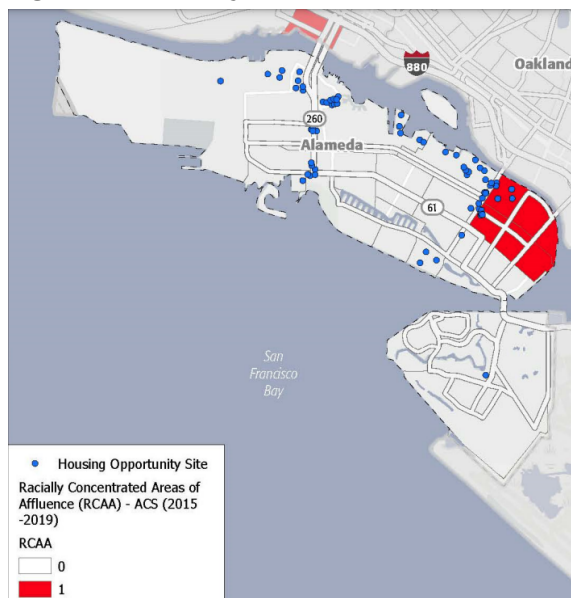 Oakland
880
260
Alameda
61
San
Francisco
Bay
Housing Opportunity Site
Racially Concentrated Areas of
Affluence (RCAA) - ACS (2015
-2019)
RCAA
0
1